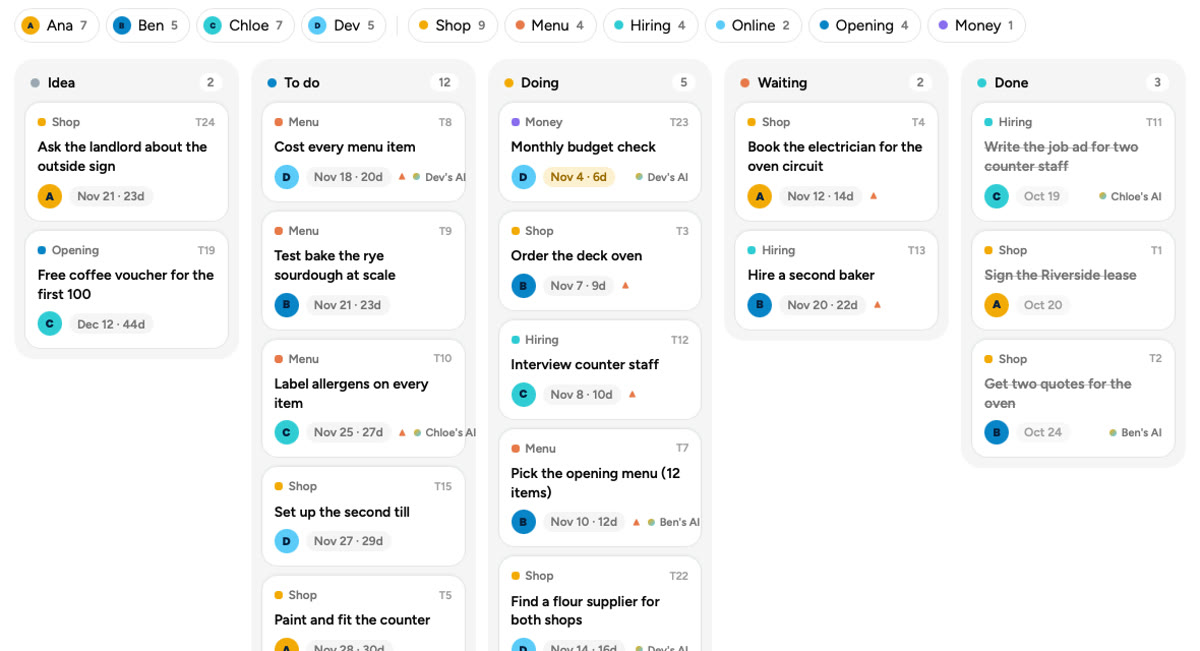 A Ana 7 B Ben 5 C Chloe 7 D Dev 5 Shop 9 Menu 4 Hiring 4 Online 2 Opening 4 Money 1
Idea 2
Shop T24
Ask the landlord about the
outside sign
A Nov 21 · 23d
Opening T19
Free coffee voucher for the
first 100
C Dec 12 · 44d
To do 12
Menu T8
Cost every menu item
D Nov 18 · 20d Dev's AI
Menu T9
Test bake the rye
sourdough at scale
B Nov 21 · 23d
Menu T10
Label allergens on every
item
C Nov 25 · 27d Chloe's AI
Shop T15
Set up the second till
D Nov 27 · 29d
Shop T5
Paint and fit the counter
A Nov 28 · 30d
Doing 5
Money T23
Monthly budget check
D Nov 4 · 6d Dev's AI
Shop T3
Order the deck oven
B Nov 7 · 9d
Hiring T12
Interview counter staff
C Nov 8 · 10d
Menu T7
Pick the opening menu (12
items)
B Nov 10 · 12d Ben's AI
Shop T22
Find a flour supplier for
both shops
D Nov 14 · 16d Dev's AI
Waiting 2
Shop T4
Book the electrician for the
oven circuit
A Nov 12 · 14d
Hiring T13
Hire a second baker
B Nov 20 · 22d
Done 3
Hiring T11
Write the job ad for two
counter staff
C Oct 19 Chloe's AI
Shop T1
Sign the Riverside lease
A Oct 20
Shop T2
Get two quotes for the
oven
B Oct 24 Ben's AI